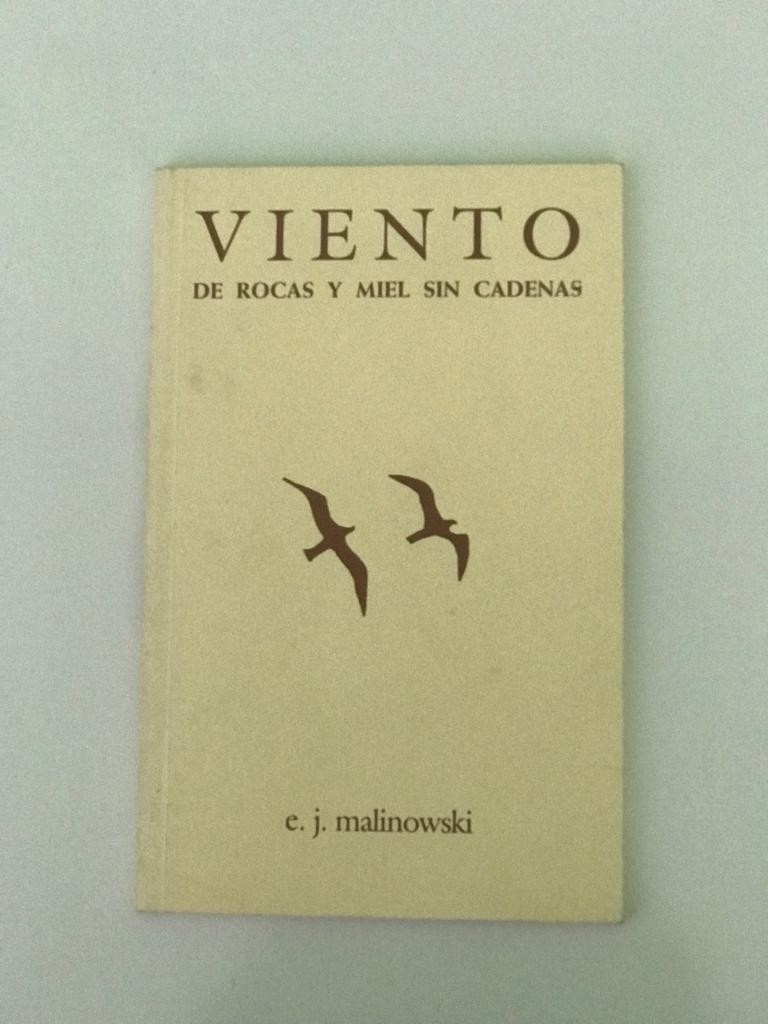 VIENTO
DE ROCAS Y MIEL SIN CADENAS
e. j. malinowski